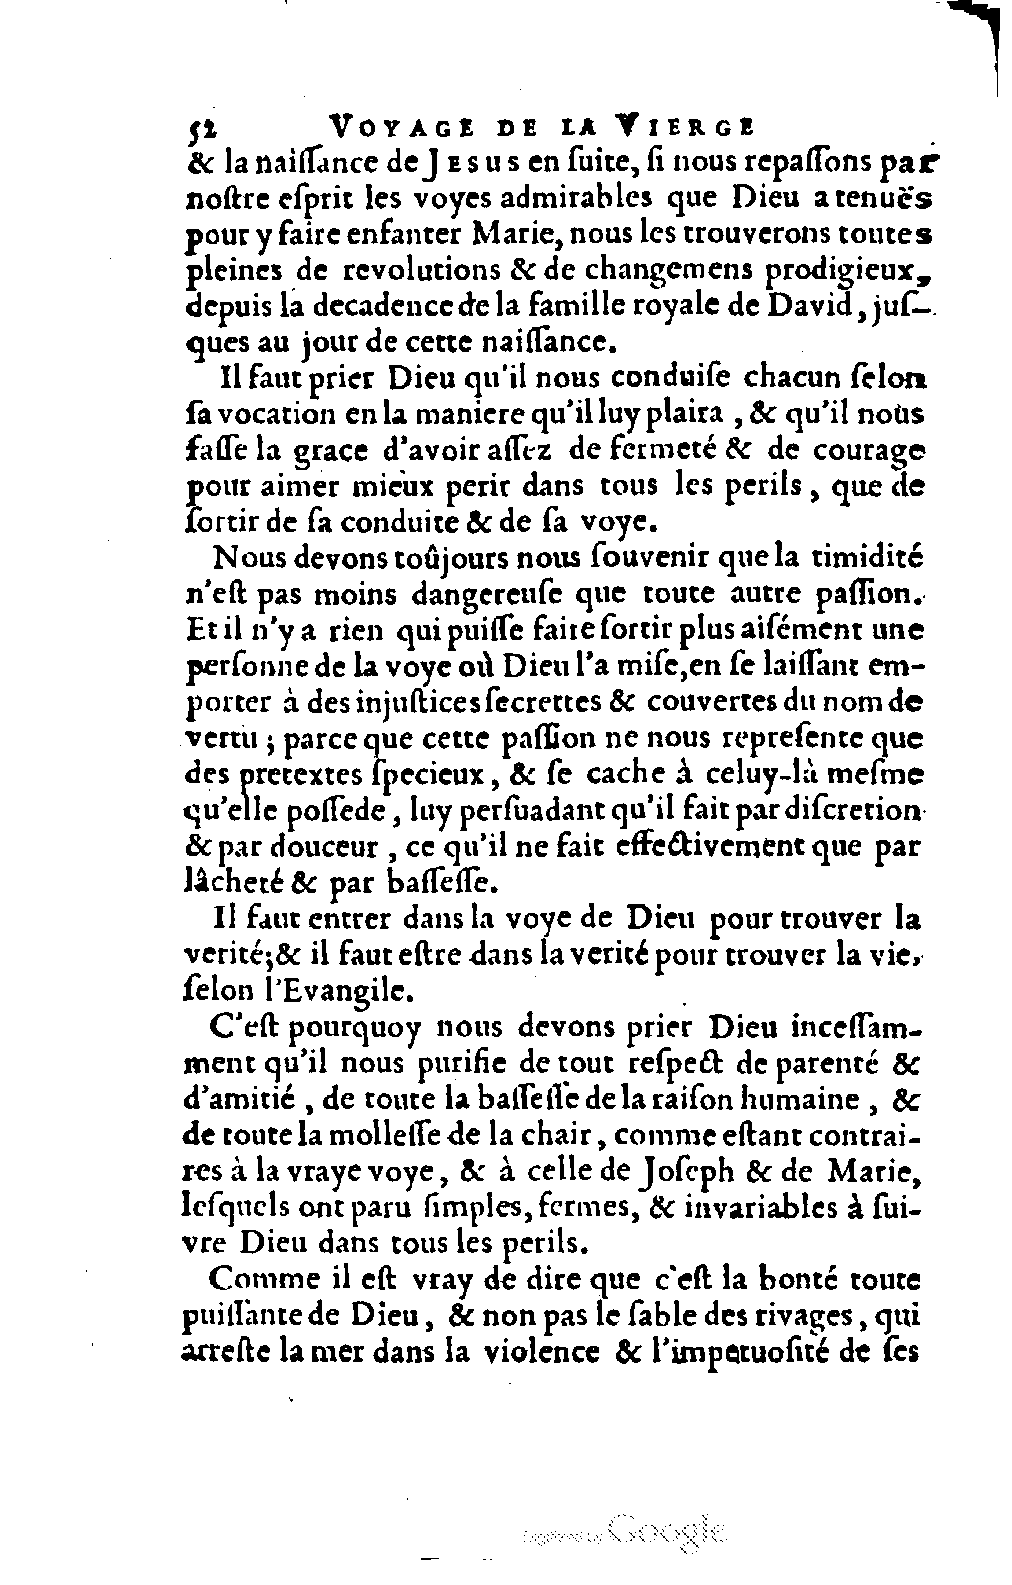 52 VOYAGE DE LA VIERGE
& la naiſſance de JESUS en ſuite, ſi nous repaſſons par
noſtre eſprit les voyes admirables que Dieu a tenuës
pour y faire enfanter Marie, nous les trouverons toutes
pleines de revolutions & de changemens prodigieux,
depuis la decadence de la famille royale de David, juſ-
ques au jour de cette naiſſance.
Il faut prier Dieu qu'il nous conduiſe chacun ſelon
ſa vocation en la maniere qu'il luy plaira, & qu'il nous
faſſe la grace d'avoir aſſez de fermeté & de courage
pour aimer mieux perir dans tous les perils, que de
ſortir de ſa conduite & de ſa voye.
Nous devons toûjours nous ſouvenir que la timidité
n'eſt pas moins dangereuſe que toute autre paſſion.
Et il n'y a rien qui puiſſe faire ſortir plus aiſément une
perſonne de la voye où Dieu l'a miſe, en ſe laiſſant em-
porter à des injuſtices ſecrettes & couvertes du nom de
vertu ; parce que cette paſſion ne nous repreſente que
des pretextes ſpecieux, & ſe cache à celuy-là meſme
qu'elle poſſede, luy perſuadant qu'il fait par diſcretion
& par douceur, ce qu'il ne fait effectivement que par
lâcheté & par baſſeſſe.
Il faut entrer dans la voye de Dieu pour trouver la
verité; & il faut eſtre dans la verité pour trouver la vie,
ſelon l'Evangile.
C'eſt pourquoy nous devons prier Dieu inceſſam-
ment qu'il nous purifie de tout reſpect de parenté &
d'amitié, de toute la baſſeſſe de la raiſon humaine, &
de toute la molleſſe de la chair, comme eſtant contrai-
res à la vraye voye, & à celle de Joſeph & de Marie,
leſquels ont paru ſimples, fermes, & invariables à ſui-
vre Dieu dans tous les perils.
Comme il eſt vray de dire que c'eſt la bonté toute
puiſſante de Dieu, & non pas le ſable des rivages, qui
arreſte la mer dans la violence & l'impetuoſité de ſes
Digitized by Google